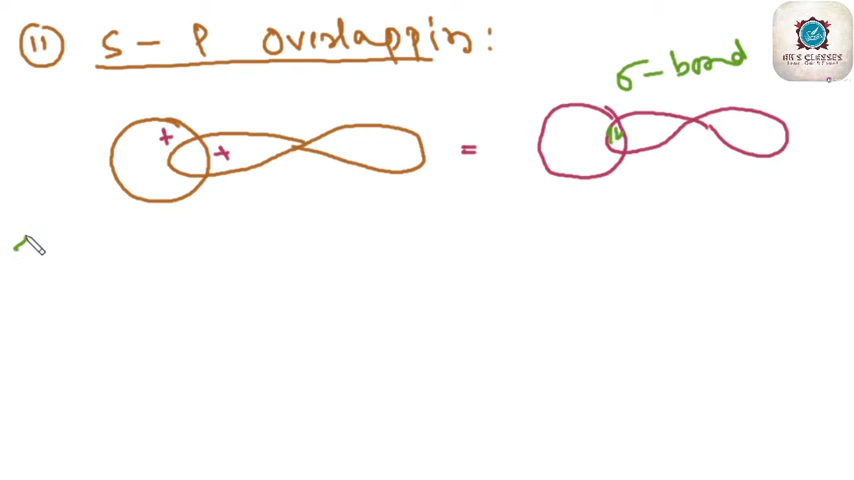 (ii) S - P Overlapping:
σ-bond
+
+
=